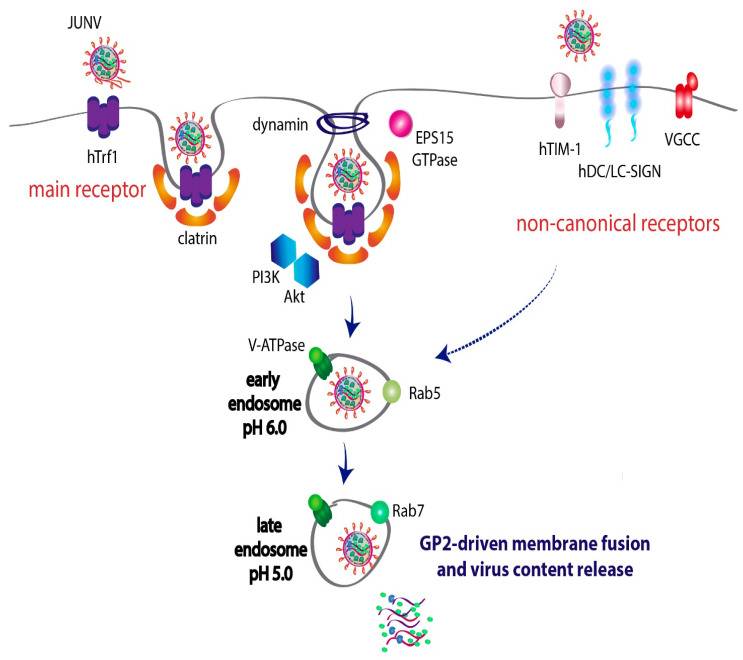 JUNV
hTrf1
main receptor
clatrin
dynamin
EPS15
GTPase
PI3K
Akt
hTIM-1
hDC/LC-SIGN
VGCC
non-canonical receptors
V-ATPase
early
endosome
pH 6.0
Rab5
late
endosome
pH 5.0
Rab7
GP2-driven membrane fusion
and virus content release